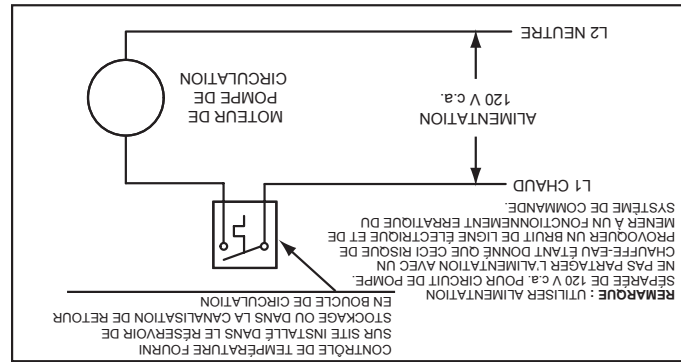 CONTRÔLE DE TEMPÉRATURE FOURNI
SUR SITE INSTALLÉ DANS LE RÉSERVOIR DE
STOCKAGE OU DANS LA CANALISATION DE RETOUR
EN BOUCLE DE CIRCULATION
REMARQUE : UTILISER ALIMENTATION
SÉPARÉE DE 120 V c.a. POUR CIRCUIT DE POMPE.
NE PAS PARTAGER L'ALIMENTATION AVEC UN
CHAUFFE-EAU ÉTANT DONNÉ QUE CECI RISQUE DE
PROVOQUER UN BRUIT DE LIGNE ÉLECTRIQUE ET DE
MENER À UN FONCTIONNEMENT ERRATIQUE DU
SYSTÈME DE COMMANDE.
L1 CHAUD
ALIMENTATION
120 V c.a.
MOTEUR DE
POMPE DE
CIRCULATION
L2 NEUTRE